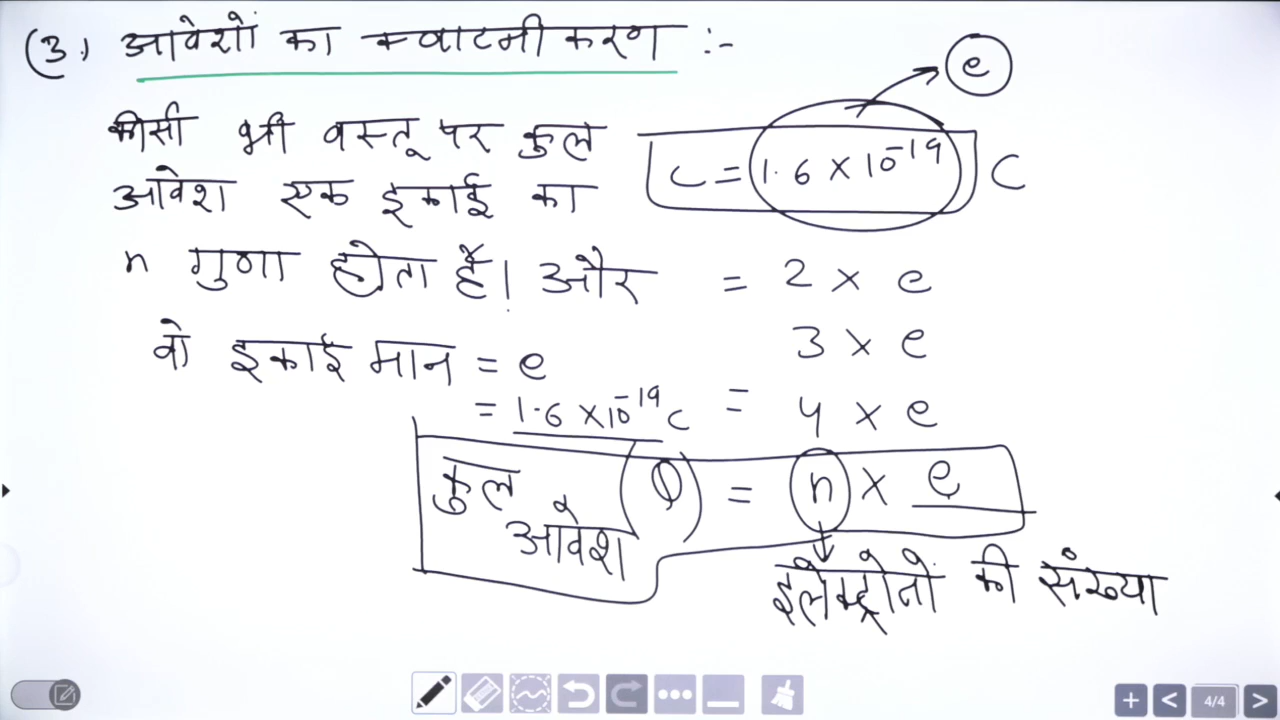 (3.) आवेशों का क्वाटमीकरण :-
e
कीसी भी वस्तू पर कुल
C = 1.6 × 10⁻¹⁹ C
आवेश एक इकाई का
n गुणा होता है। और
= 2 × e
3 × e
वो इकाई मान = e
= 1.6 × 10⁻¹⁹ C
= 4 × e
कुल आवेश (Q) = n × e
इलेक्ट्रोनो की संख्या
4/4